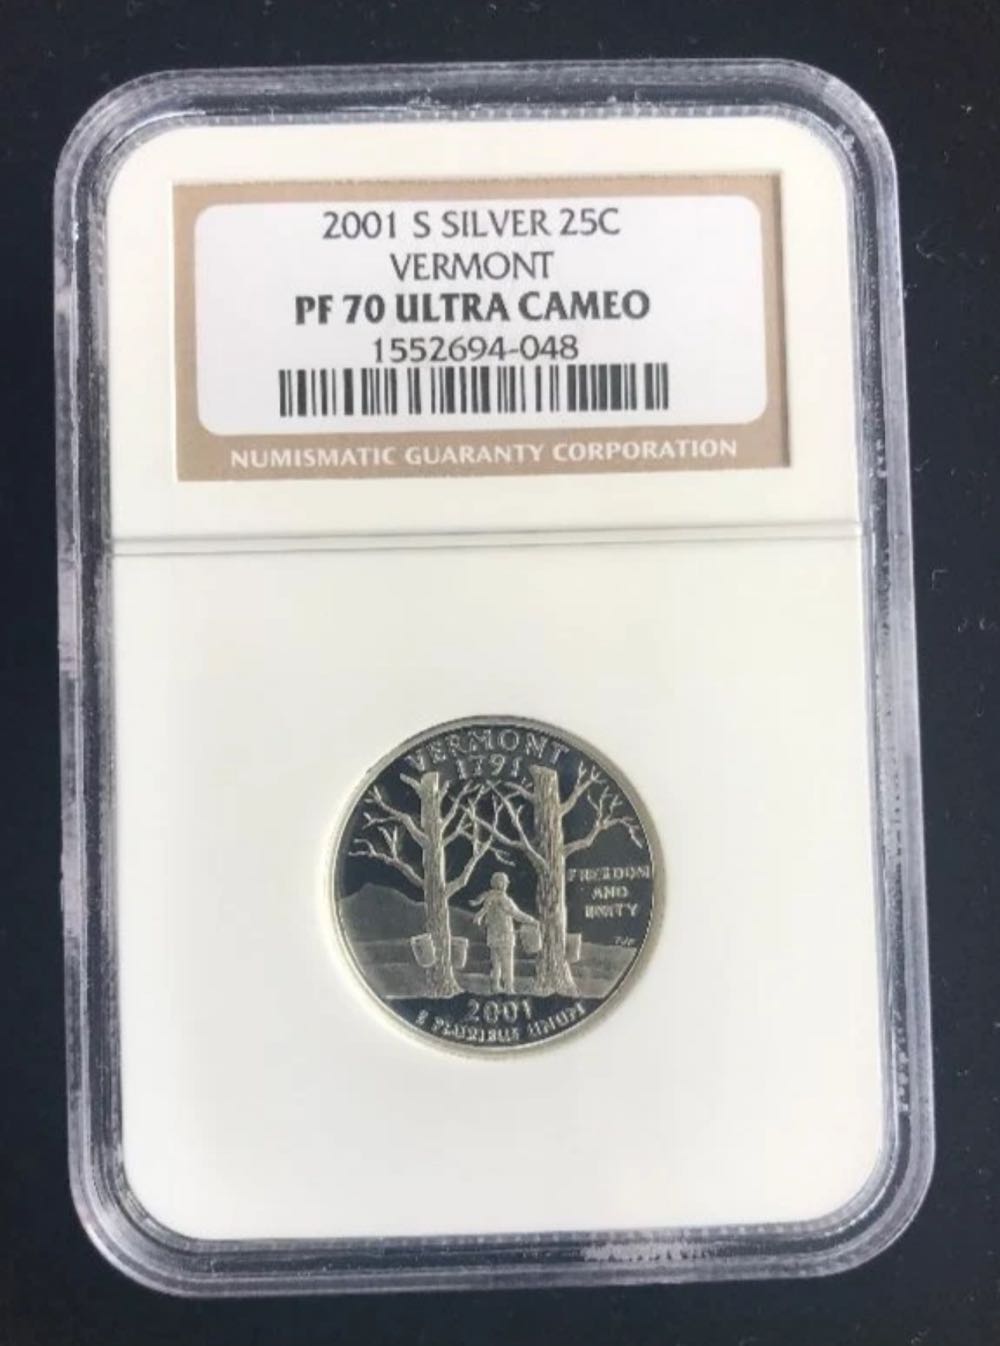 2001 S SILVER 25C
VERMONT
PF 70 ULTRA CAMEO
1552694-048
NUMISMATIC GUARANTY CORPORATION
VERMONT
1791
FREEDOM
AND
UNITY
2001
E PLURIBUS UNUM